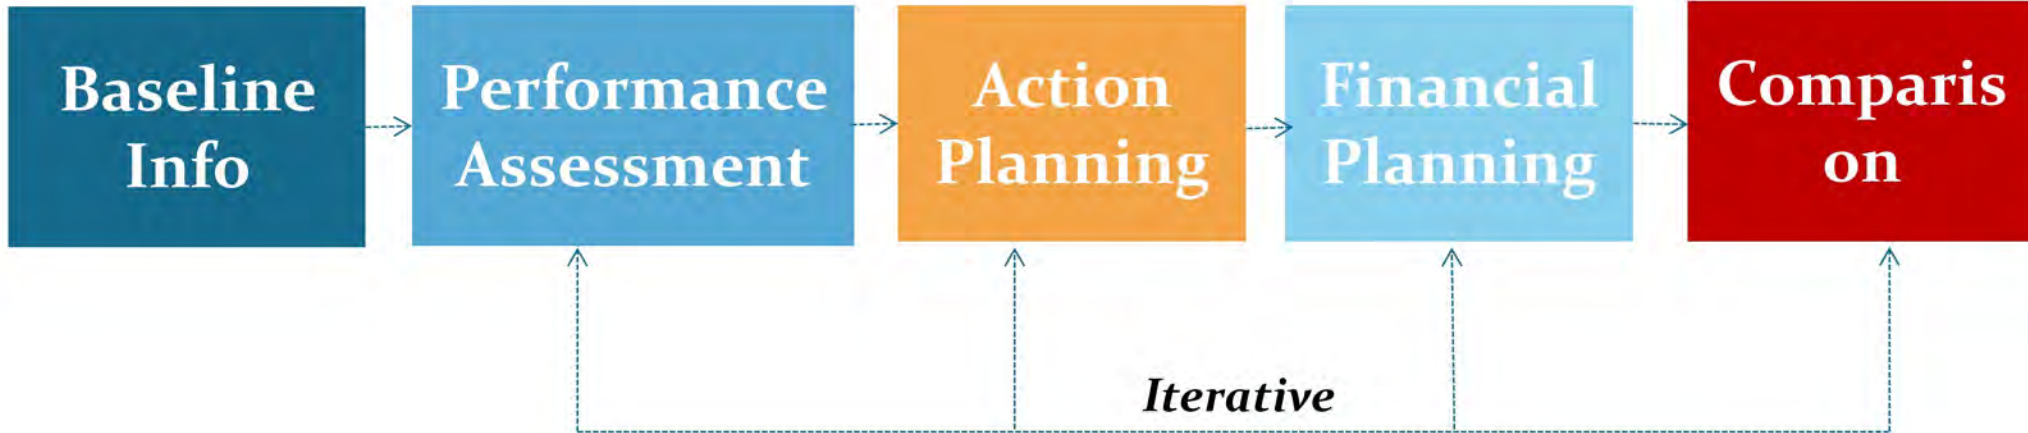 Baseline
Info
Performance
Assessment
Action
Planning
Financial
Planning
Comparis
on
Iterative